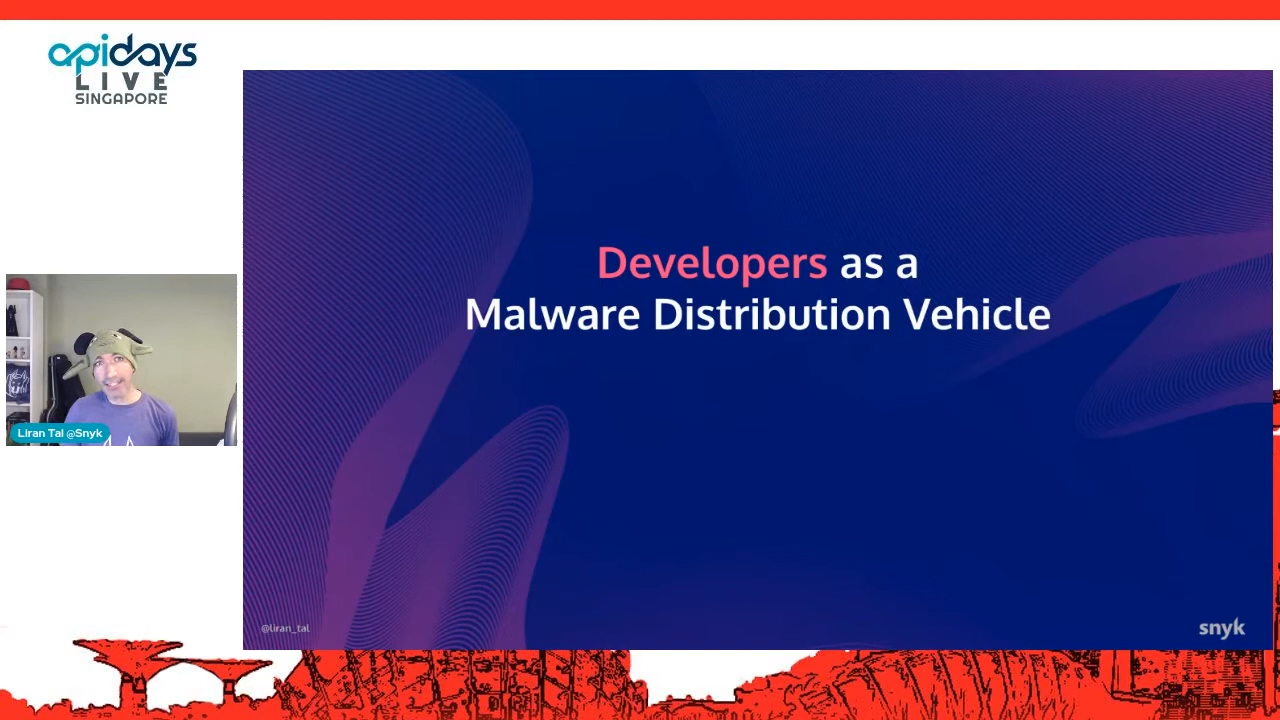 apidays
LIVE
SINGAPORE
Developers as a
Malware Distribution Vehicle
Liran Tal @Snyk
@liran_tal
snyk